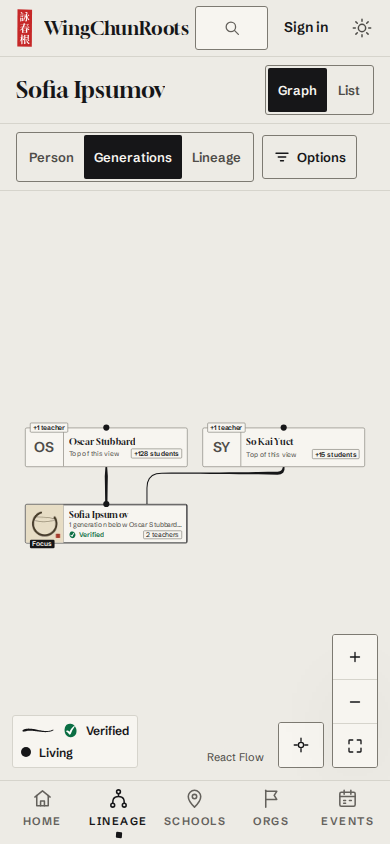 詠春根
WingChunRoots
Sign in
Sofia Ipsumov
Graph
List
Person
Generations
Lineage
Options
+1 teacher
OS
Oscar Stubbard
Top of this view
+128 students
+1 teacher
SY
So Kai Yuct
Top of this view
+15 students
Sofia Ipsumov
1 generation below Oscar Stubbard...
Verified
2 teachers
Focus
+
−
Verified
Living
React Flow
HOME
LINEAGE
SCHOOLS
ORGS
EVENTS